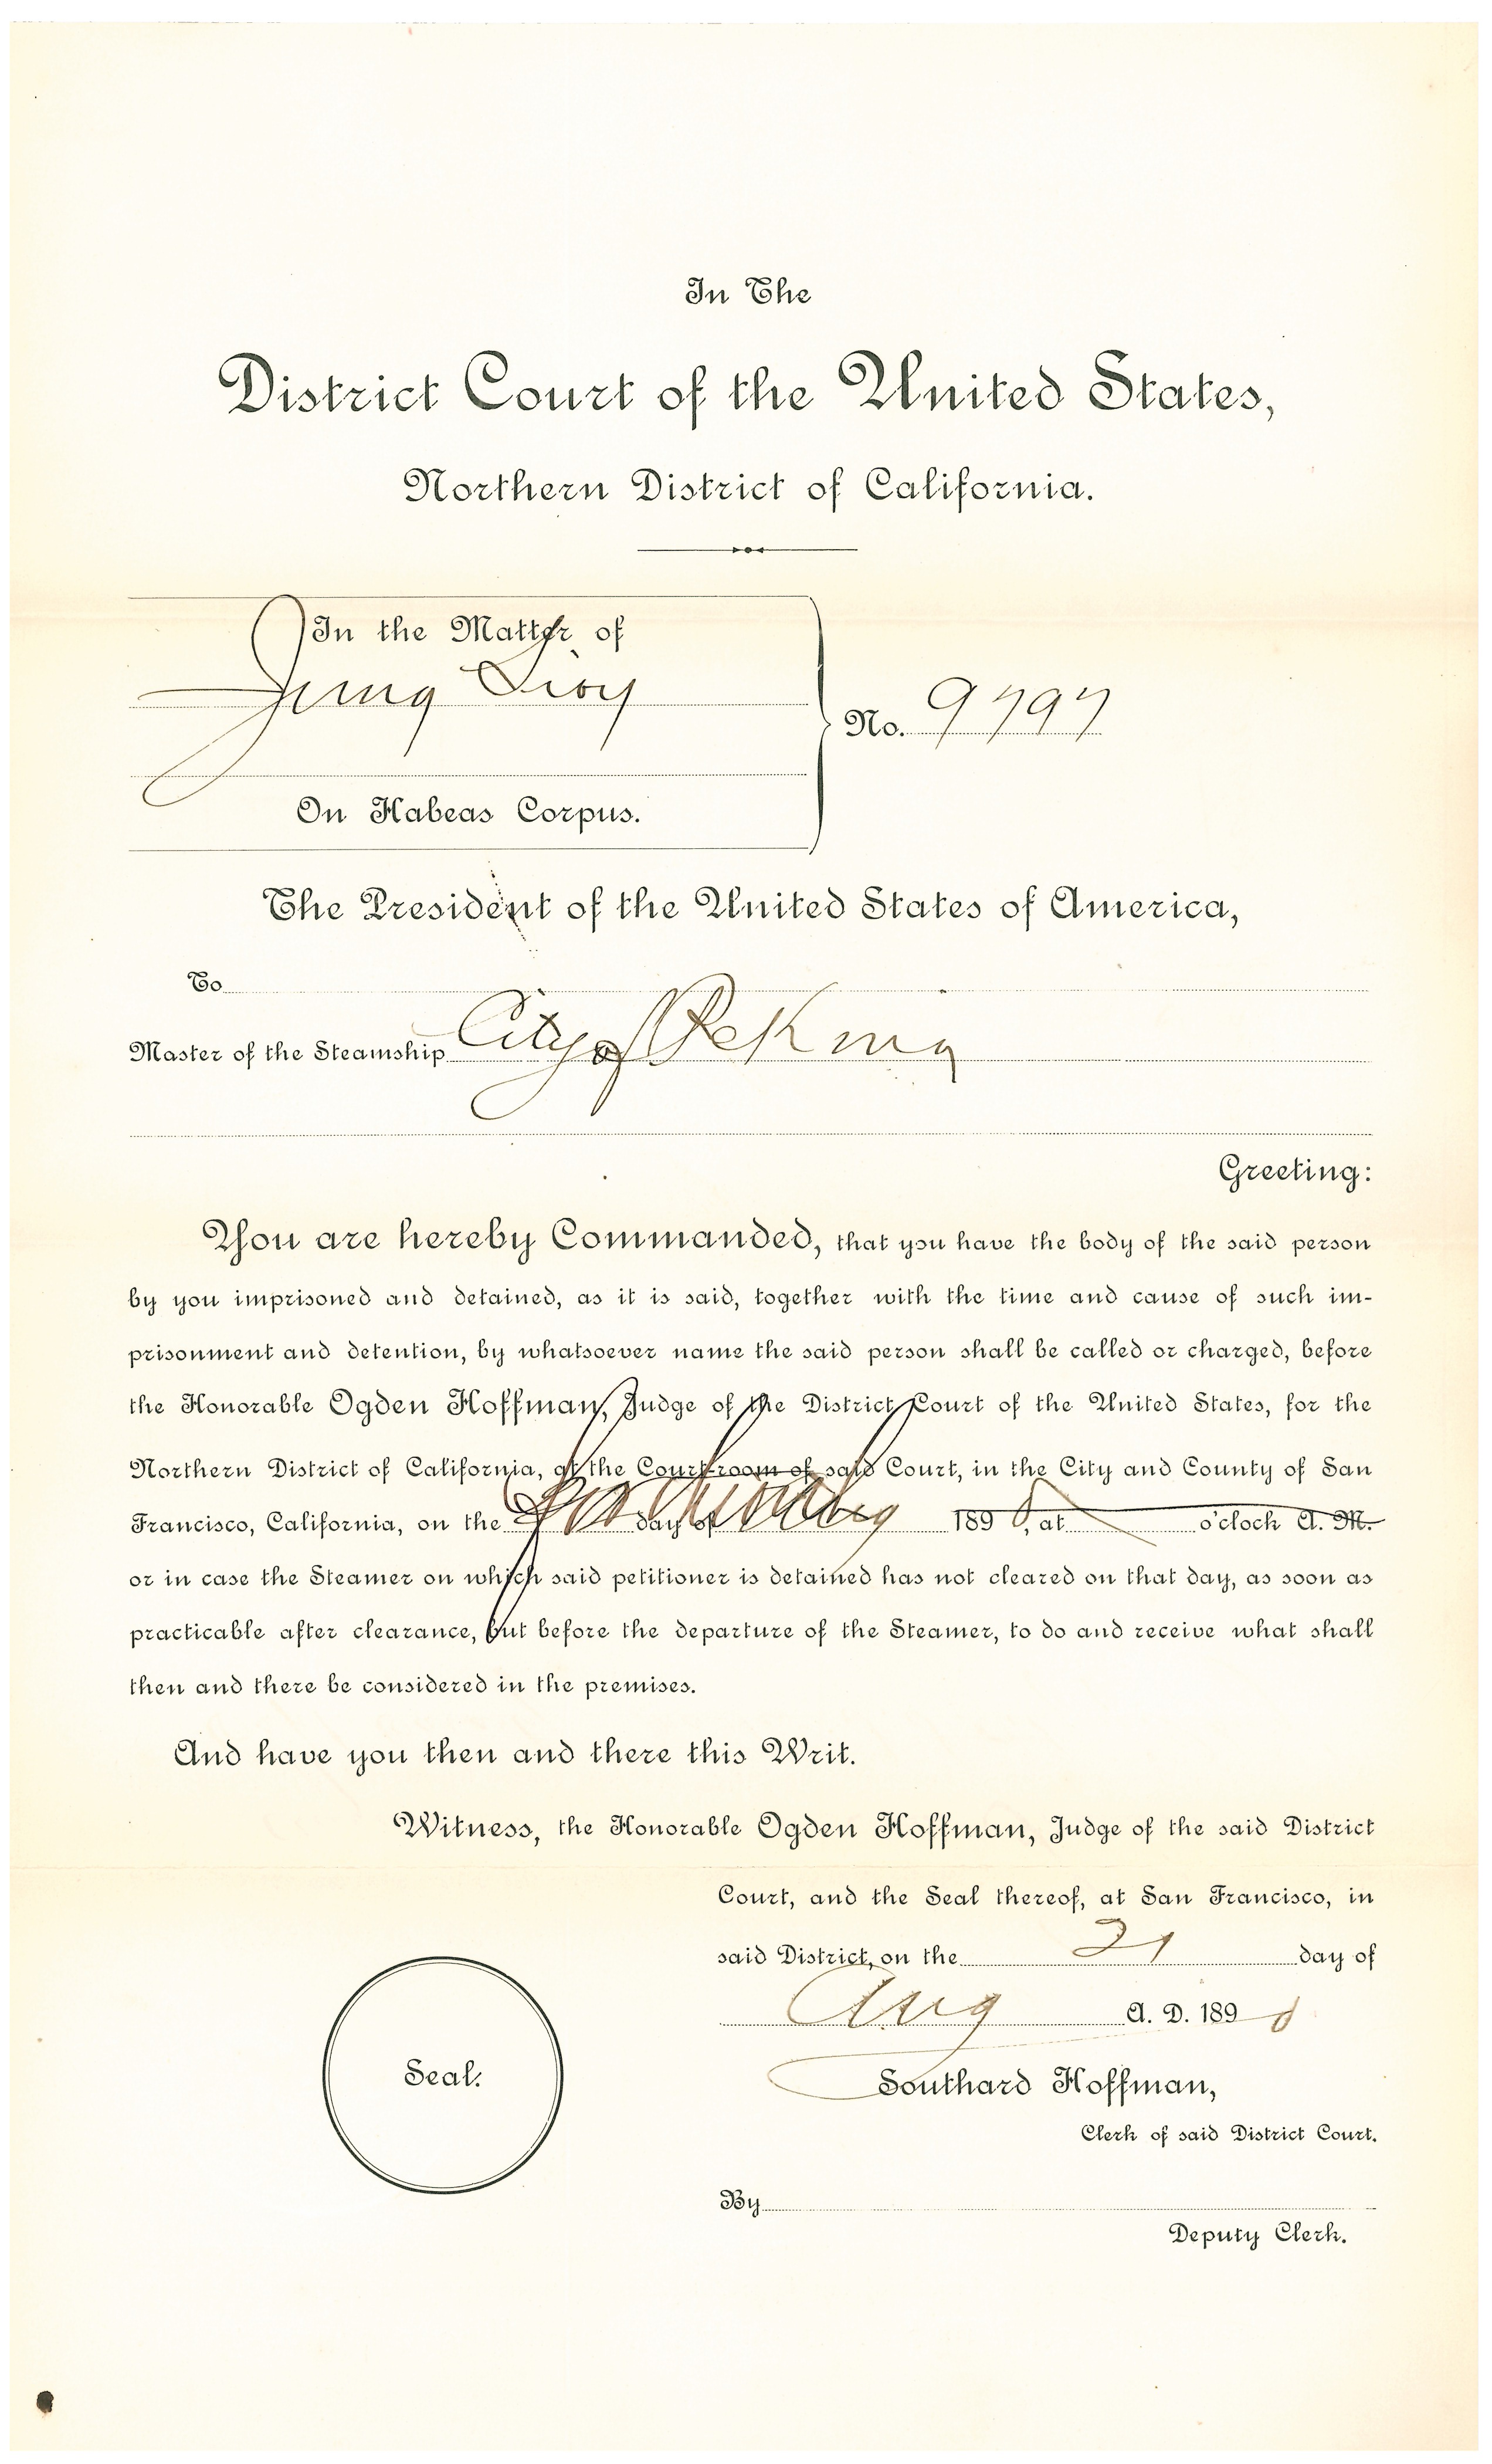 In The
District Court of the United States,
Northern District of California.
In the Matter of
Jung
No. 9797
On Habeas Corpus.
The President of the United States of America,
To
Master of the Steamship City of Peking
Greeting:
You are hereby Commanded, that you have the body of the said person
by you imprisoned and detained, as it is said, together with the time and cause of such im-
prisonment and detention, by whatsoever name the said person shall be called or charged, before
the Honorable Ogden Hoffman, Judge of the District Court of the United States, for the
Northern District of California, at the Court-room of said Court, in the City and County of San
Francisco, California, on the Forthwith day of 1890, at o'clock A. M.
or in case the Steamer on which said petitioner is detained has not cleared on that day, as soon as
practicable after clearance, but before the departure of the Steamer, to do and receive what shall
then and there be considered in the premises.
And have you then and there this Writ.
Witness, the Honorable Ogden Hoffman, Judge of the said District
Court, and the Seal thereof, at San Francisco, in
said District, on the 21 day of
Aug A. D. 1890
Seal.
Southard Hoffman,
Clerk of said District Court.
By
Deputy Clerk.